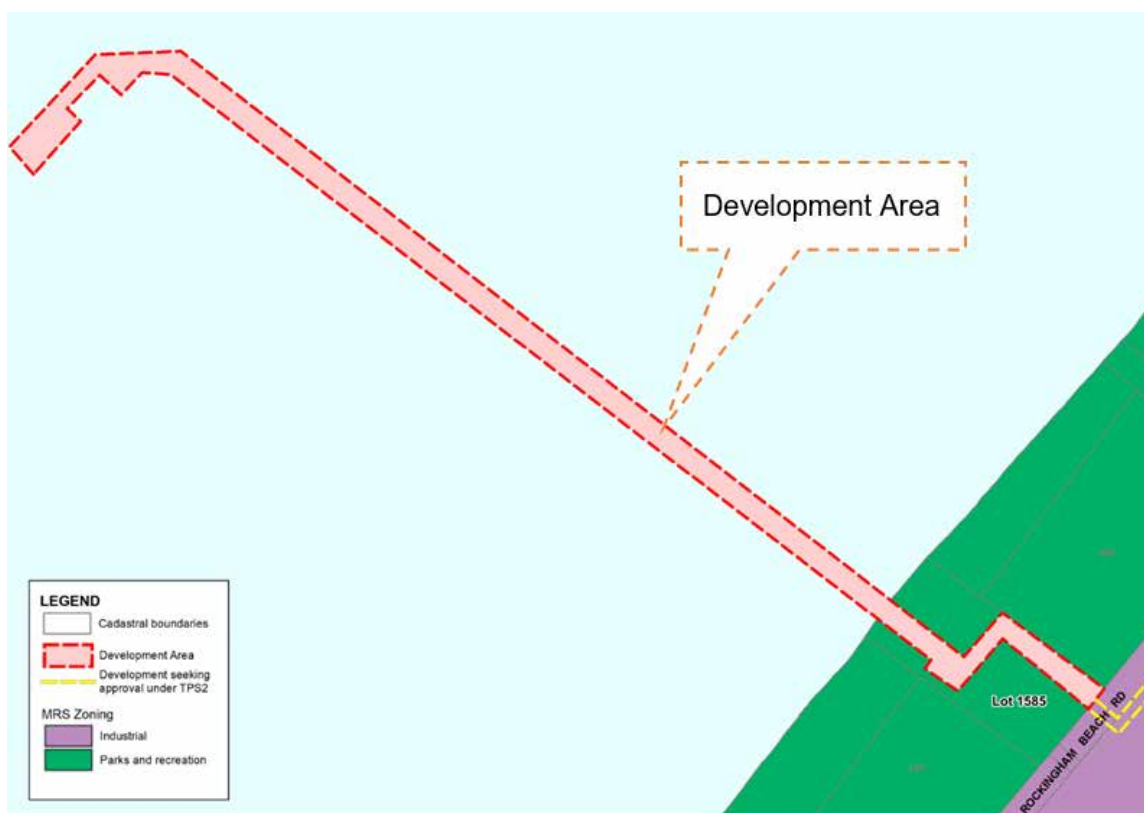 Development Area
Lot 1585
ROCKINGHAM BEACH RD
LEGEND
Cadastral boundaries
Development Area
Development seeking
approval under TPS2
MRS Zoning
Industrial
Parks and recreation